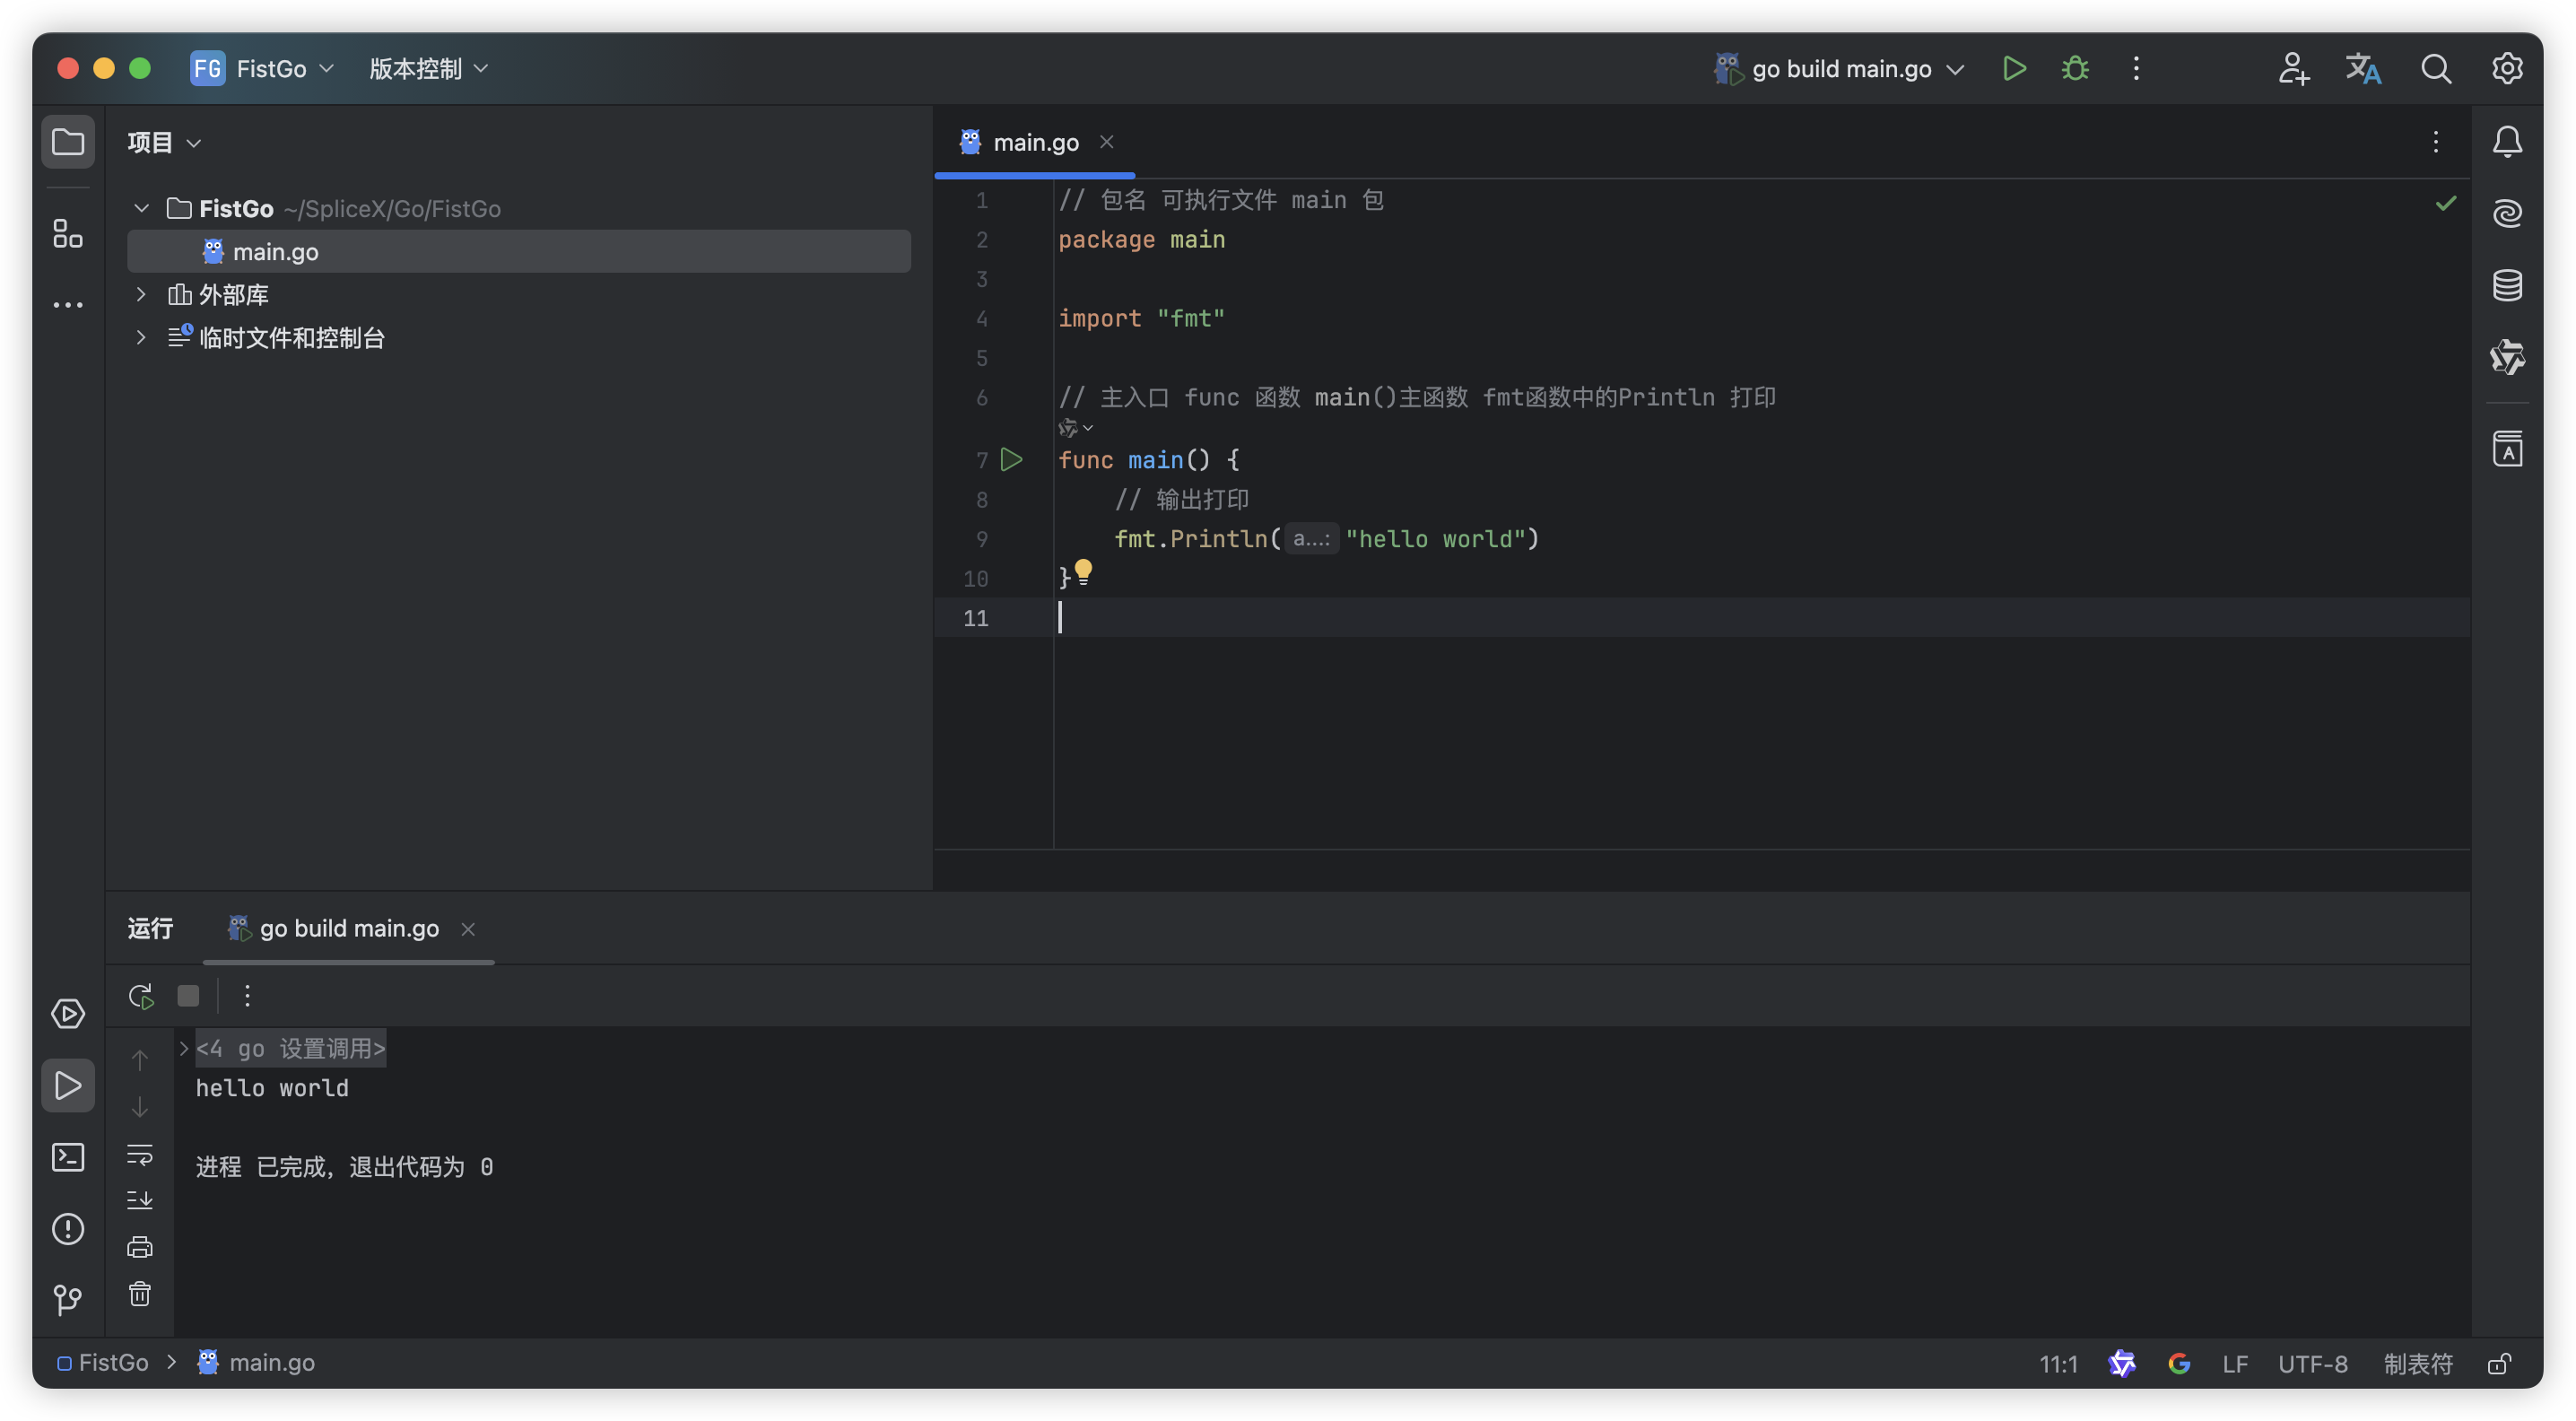 FG FistGo 版本控制 go build main.go
项目
FistGo ~/SpliceX/Go/FistGo
main.go
外部库
临时文件和控制台
main.go
1 // 包名 可执行文件 main 包
2 package main
3
4 import "fmt"
5
6 // 主入口 func 函数 main()主函数 fmt函数中的Println 打印
7 func main() {
8 // 输出打印
9 fmt.Println(a...: "hello world")
10 }
11
运行 go build main.go
<4 go 设置调用>
hello world
进程 已完成，退出代码为 0
FistGo > main.go 11:1 LF UTF-8 制表符